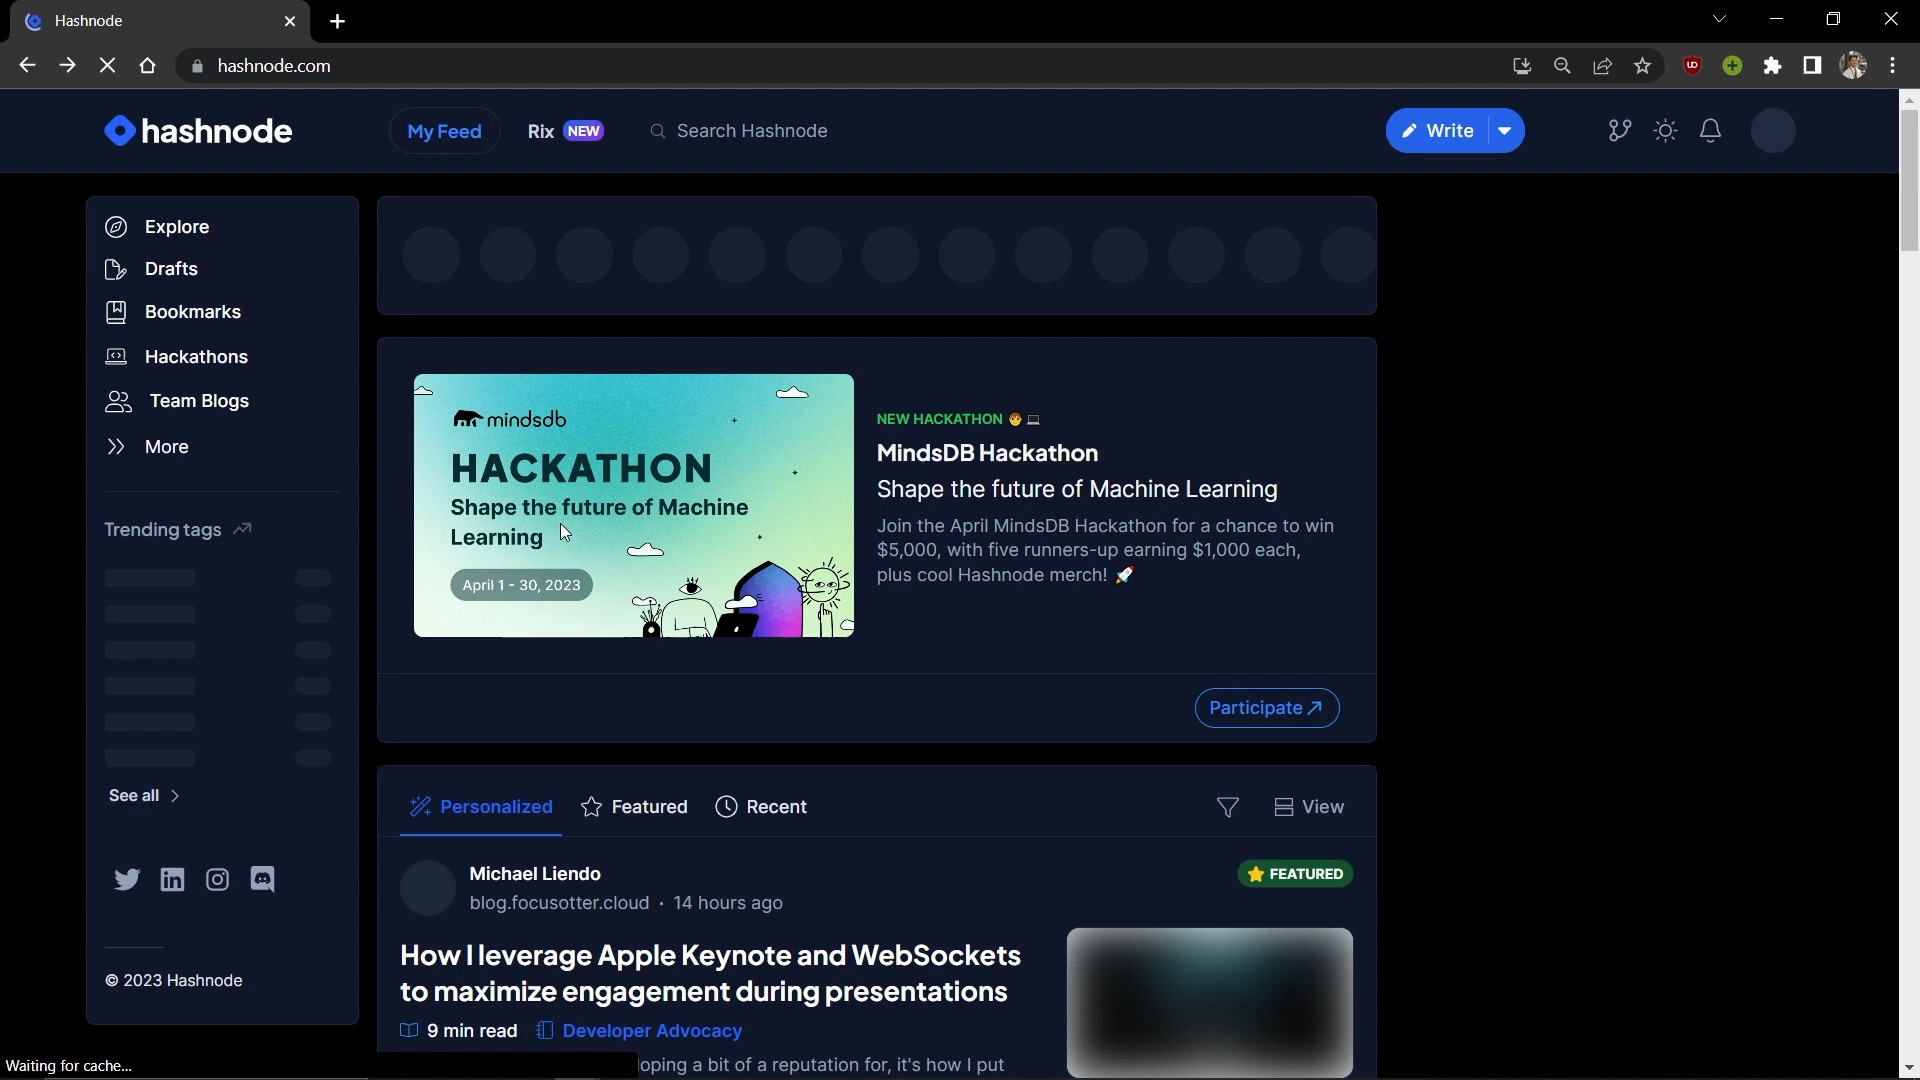 Hashnode
hashnode.com
hashnode
My Feed
Rix NEW
Search Hashnode
Write
Explore
Drafts
Bookmarks
Hackathons
Team Blogs
More
Trending tags
See all
© 2023 Hashnode
mindsdb
HACKATHON
Shape the future of Machine
Learning
April 1 - 30, 2023
NEW HACKATHON
MindsDB Hackathon
Shape the future of Machine Learning
Join the April MindsDB Hackathon for a chance to win
$5,000, with five runners-up earning $1,000 each,
plus cool Hashnode merch! 🚀
Participate
Personalized
Featured
Recent
View
Michael Liendo
FEATURED
blog.focusotter.cloud · 14 hours ago
How I leverage Apple Keynote and WebSockets
to maximize engagement during presentations
9 min read
Developer Advocacy
oping a bit of a reputation for, it's how I put
Waiting for cache...